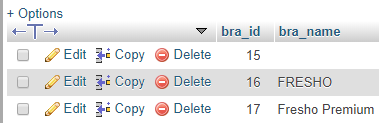 + Options
bra_id bra_name
Edit Copy Delete 15
Edit Copy Delete 16 FRESHO
Edit Copy Delete 17 Fresho Premium